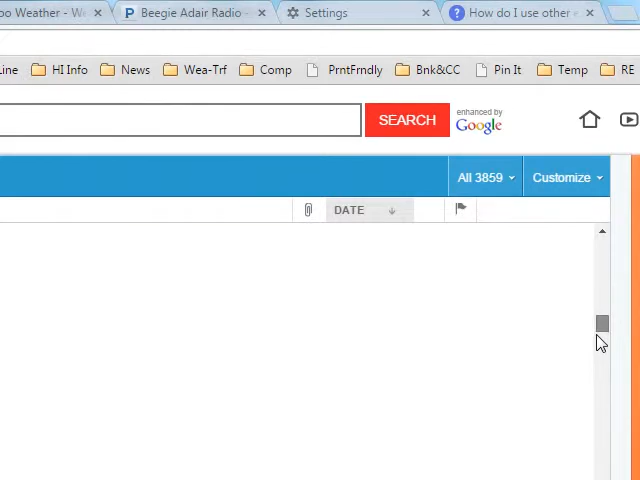 oo Weather - We
Beegie Adair Radio -
Settings
How do I use other e
Line
HI Info
News
Wea-Trf
Comp
PrntFrndly
Bnk&CC
Pin It
Temp
RE
SEARCH
enhanced by
Google
All 3859
Customize
DATE